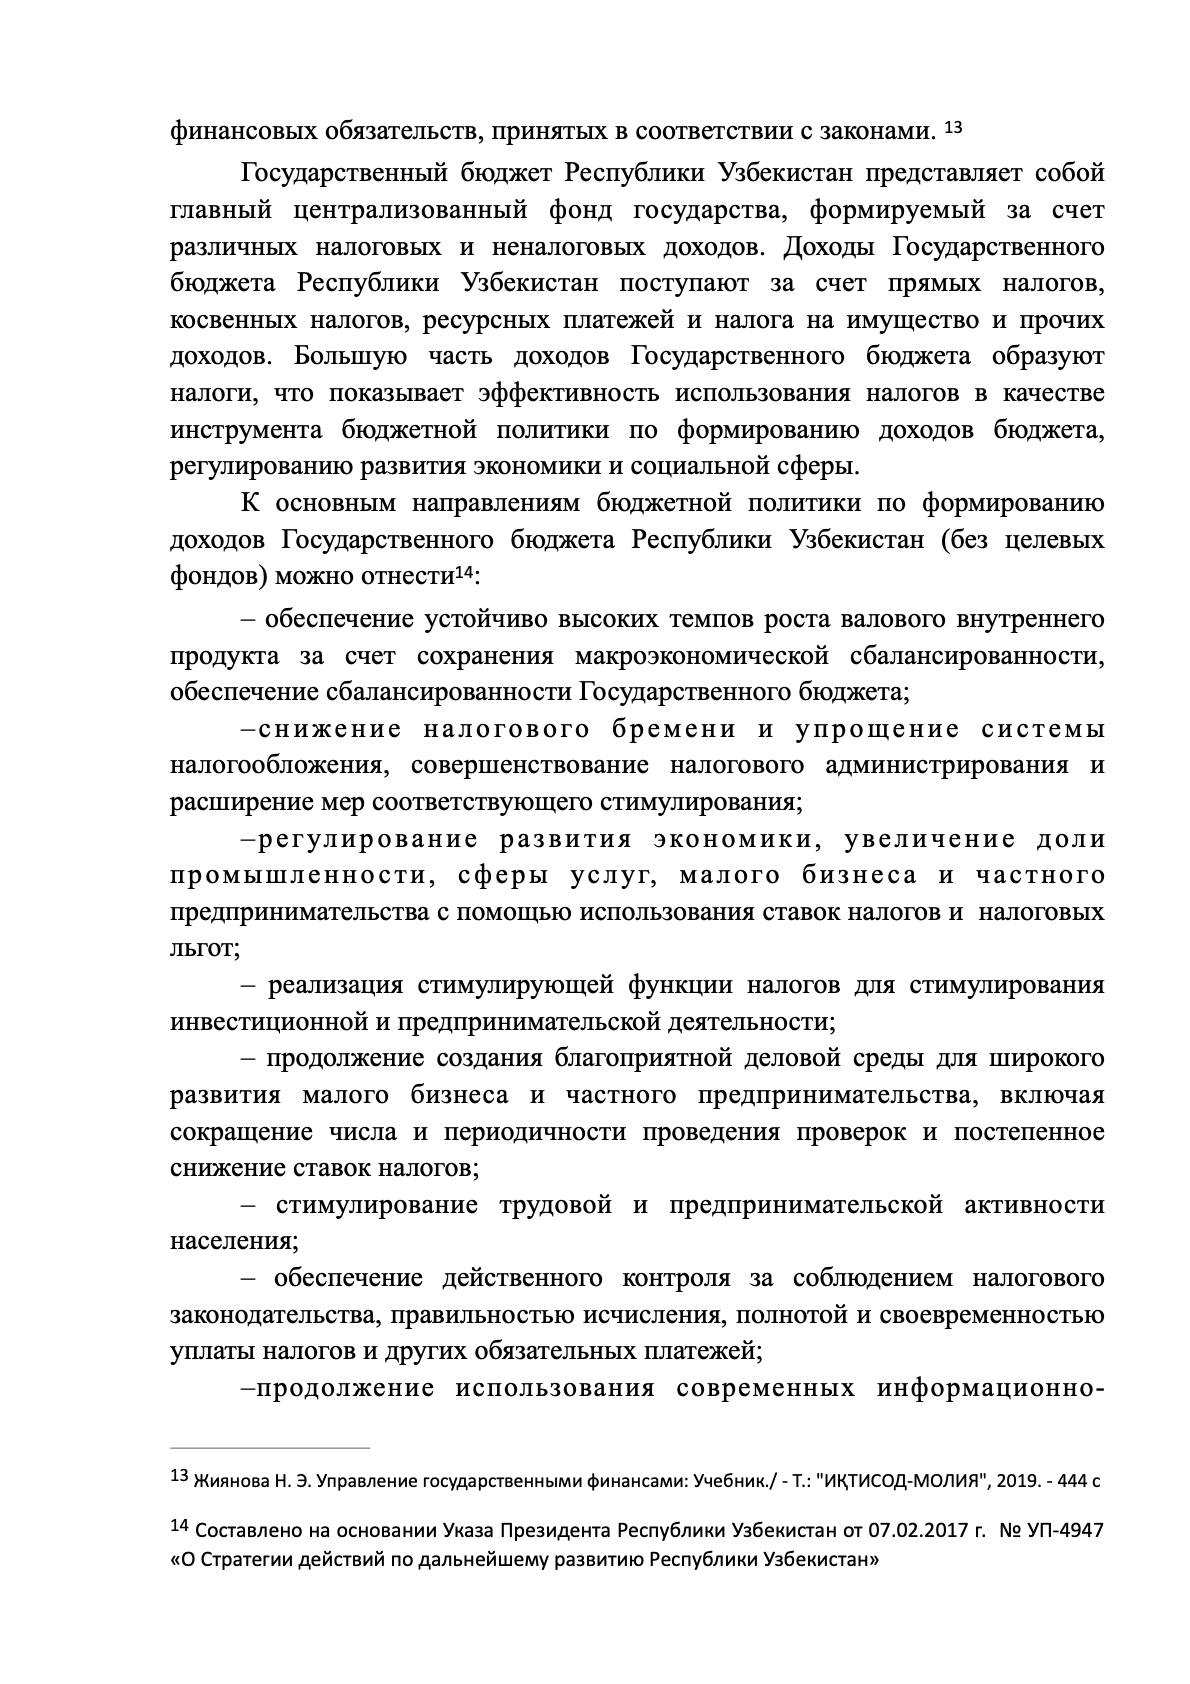 финансовых обязательств, принятых в соответствии с законами. 13
Государственный бюджет Республики Узбекистан представляет собой
главный централизованный фонд государства, формируемый за счет
различных налоговых и неналоговых доходов. Доходы Государственного
бюджета Республики Узбекистан поступают за счет прямых налогов,
косвенных налогов, ресурсных платежей и налога на имущество и прочих
доходов. Большую часть доходов Государственного бюджета образуют
налоги, что показывает эффективность использования налогов в качестве
инструмента бюджетной политики по формированию доходов бюджета,
регулированию развития экономики и социальной сферы.
К основным направлениям бюджетной политики по формированию
доходов Государственного бюджета Республики Узбекистан (без целевых
фондов) можно отнести14:
– обеспечение устойчиво высоких темпов роста валового внутреннего
продукта за счет сохранения макроэкономической сбалансированности,
обеспечение сбалансированности Государственного бюджета;
–снижение налогового бремени и упрощение системы
налогообложения, совершенствование налогового администрирования и
расширение мер соответствующего стимулирования;
–регулирование развития экономики, увеличение доли
промышленности, сферы услуг, малого бизнеса и частного
предпринимательства с помощью использования ставок налогов и  налоговых
льгот;
– реализация стимулирующей функции налогов для стимулирования
инвестиционной и предпринимательской деятельности;
– продолжение создания благоприятной деловой среды для широкого
развития малого бизнеса и частного предпринимательства, включая
сокращение числа и периодичности проведения проверок и постепенное
снижение ставок налогов;
– стимулирование трудовой и предпринимательской активности
населения;
– обеспечение действенного контроля за соблюдением налогового
законодательства, правильностью исчисления, полнотой и своевременностью
уплаты налогов и других обязательных платежей;
–продолжение использования современных информационно-
13 Жиянова Н. Э. Управление государственными финансами: Учебник./ - Т.: "ИҚТИСОД-МОЛИЯ", 2019. - 444 с
14 Составлено на основании Указа Президента Республики Узбекистан от 07.02.2017 г.  № УП-4947
«О Стратегии действий по дальнейшему развитию Республики Узбекистан»